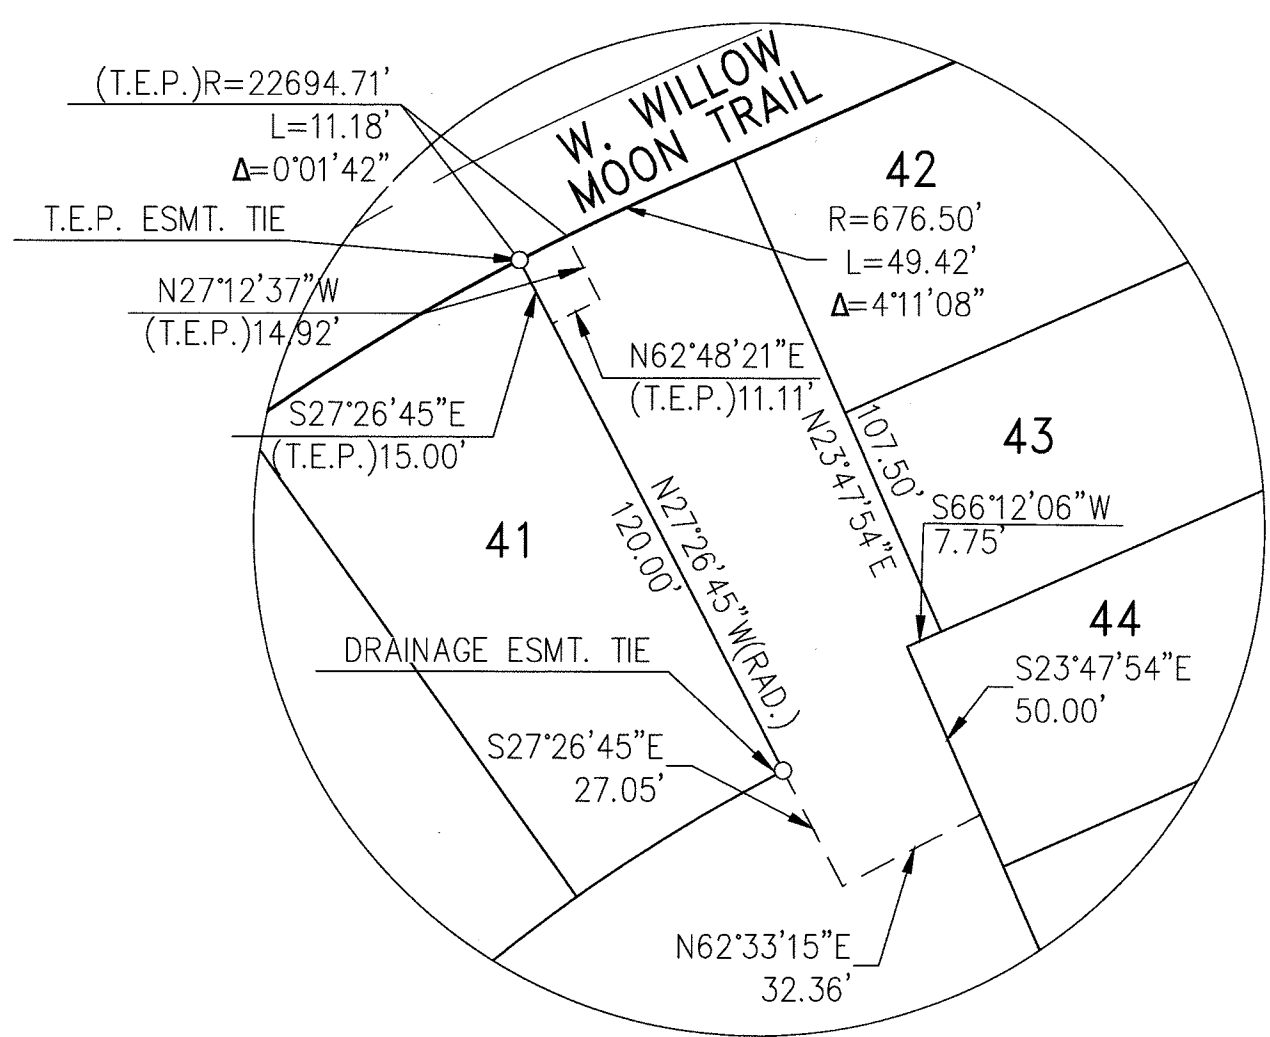 (T.E.P.)R=22694.71'
L=11.18'
Δ=0°01'42"
T.E.P. ESMT. TIE
N27°12'37"W
(T.E.P.)14.92'
S27°26'45"E
(T.E.P.)15.00'
W. WILLOW
MOON TRAIL
42
R=676.50'
L=49.42'
Δ=4°11'08"
N62°48'21"E
(T.E.P.)11.11'
107.50'
N23°47'54"E
43
S66°12'06"W
7.75'
41
N27°26'45"W(RAD.)
120.00'
44
S23°47'54"E
50.00'
DRAINAGE ESMT. TIE
S27°26'45"E
27.05'
N62°33'15"E
32.36'